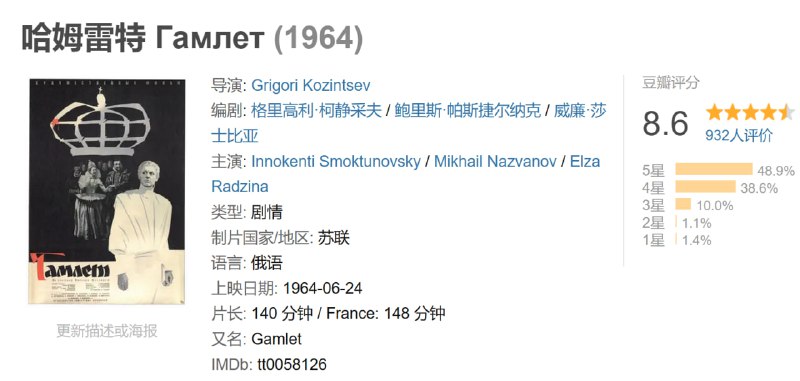 哈姆雷特 Гамлет (1964)
Гамлет
更新描述或海报
导演: Grigori Kozintsev
编剧: 格里高利·柯静采夫 / 鲍里斯·帕斯捷尔纳克 / 威廉·莎
士比亚
主演: Innokenti Smoktunovsky / Mikhail Nazvanov / Elza
Radzina
类型: 剧情
制片国家/地区: 苏联
语言: 俄语
上映日期: 1964-06-24
片长: 140 分钟 / France: 148 分钟
又名: Gamlet
IMDb: tt0058126
豆瓣评分
8.6
932人评价
5星 48.9%
4星 38.6%
3星 10.0%
2星 1.1%
1星 1.4%